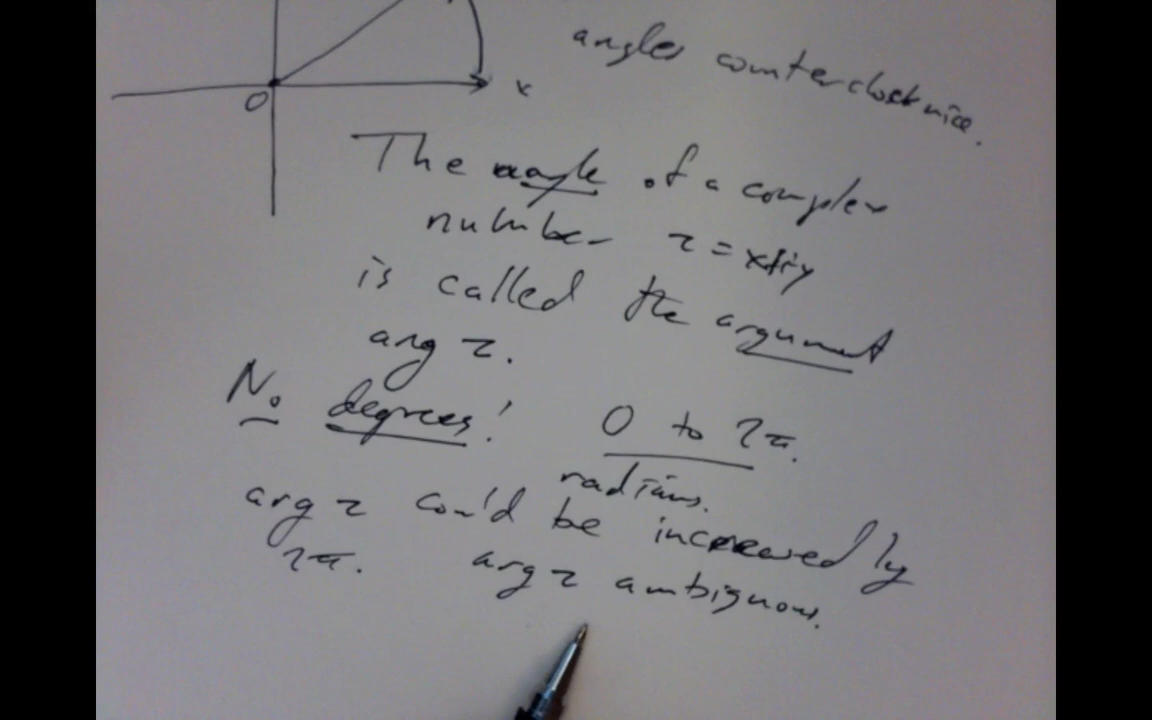 angles counterclockwise.
O x
The angle of a complex
number z = x+iy
is called the argument
arg z.
No degrees! 0 to 2π.
radians.
arg z could be increased by
2π. arg z ambiguous.